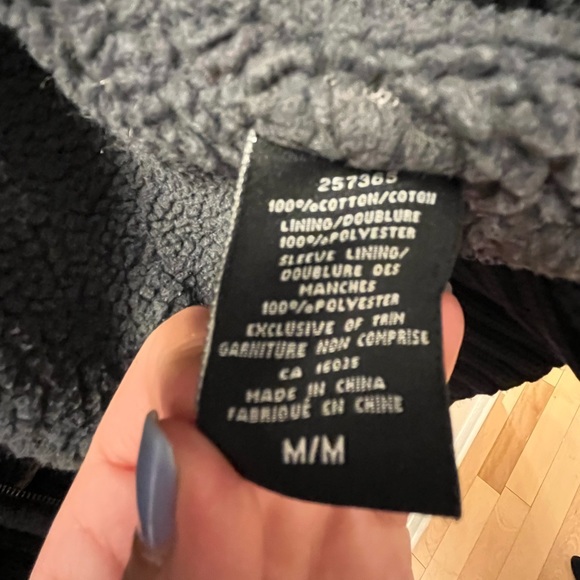 257365
100%COTTON/COTON
LINING/DOUBLURE
100%POLYESTER
SLEEVE LINING/
DOUBLURE DES
MANCHES
100%POLYESTER
EXCLUSIVE OF TRIM
GARNITURE NON COMPRISE
CA 16035
MADE IN CHINA
FABRIQUÉ EN CHINE
M/M